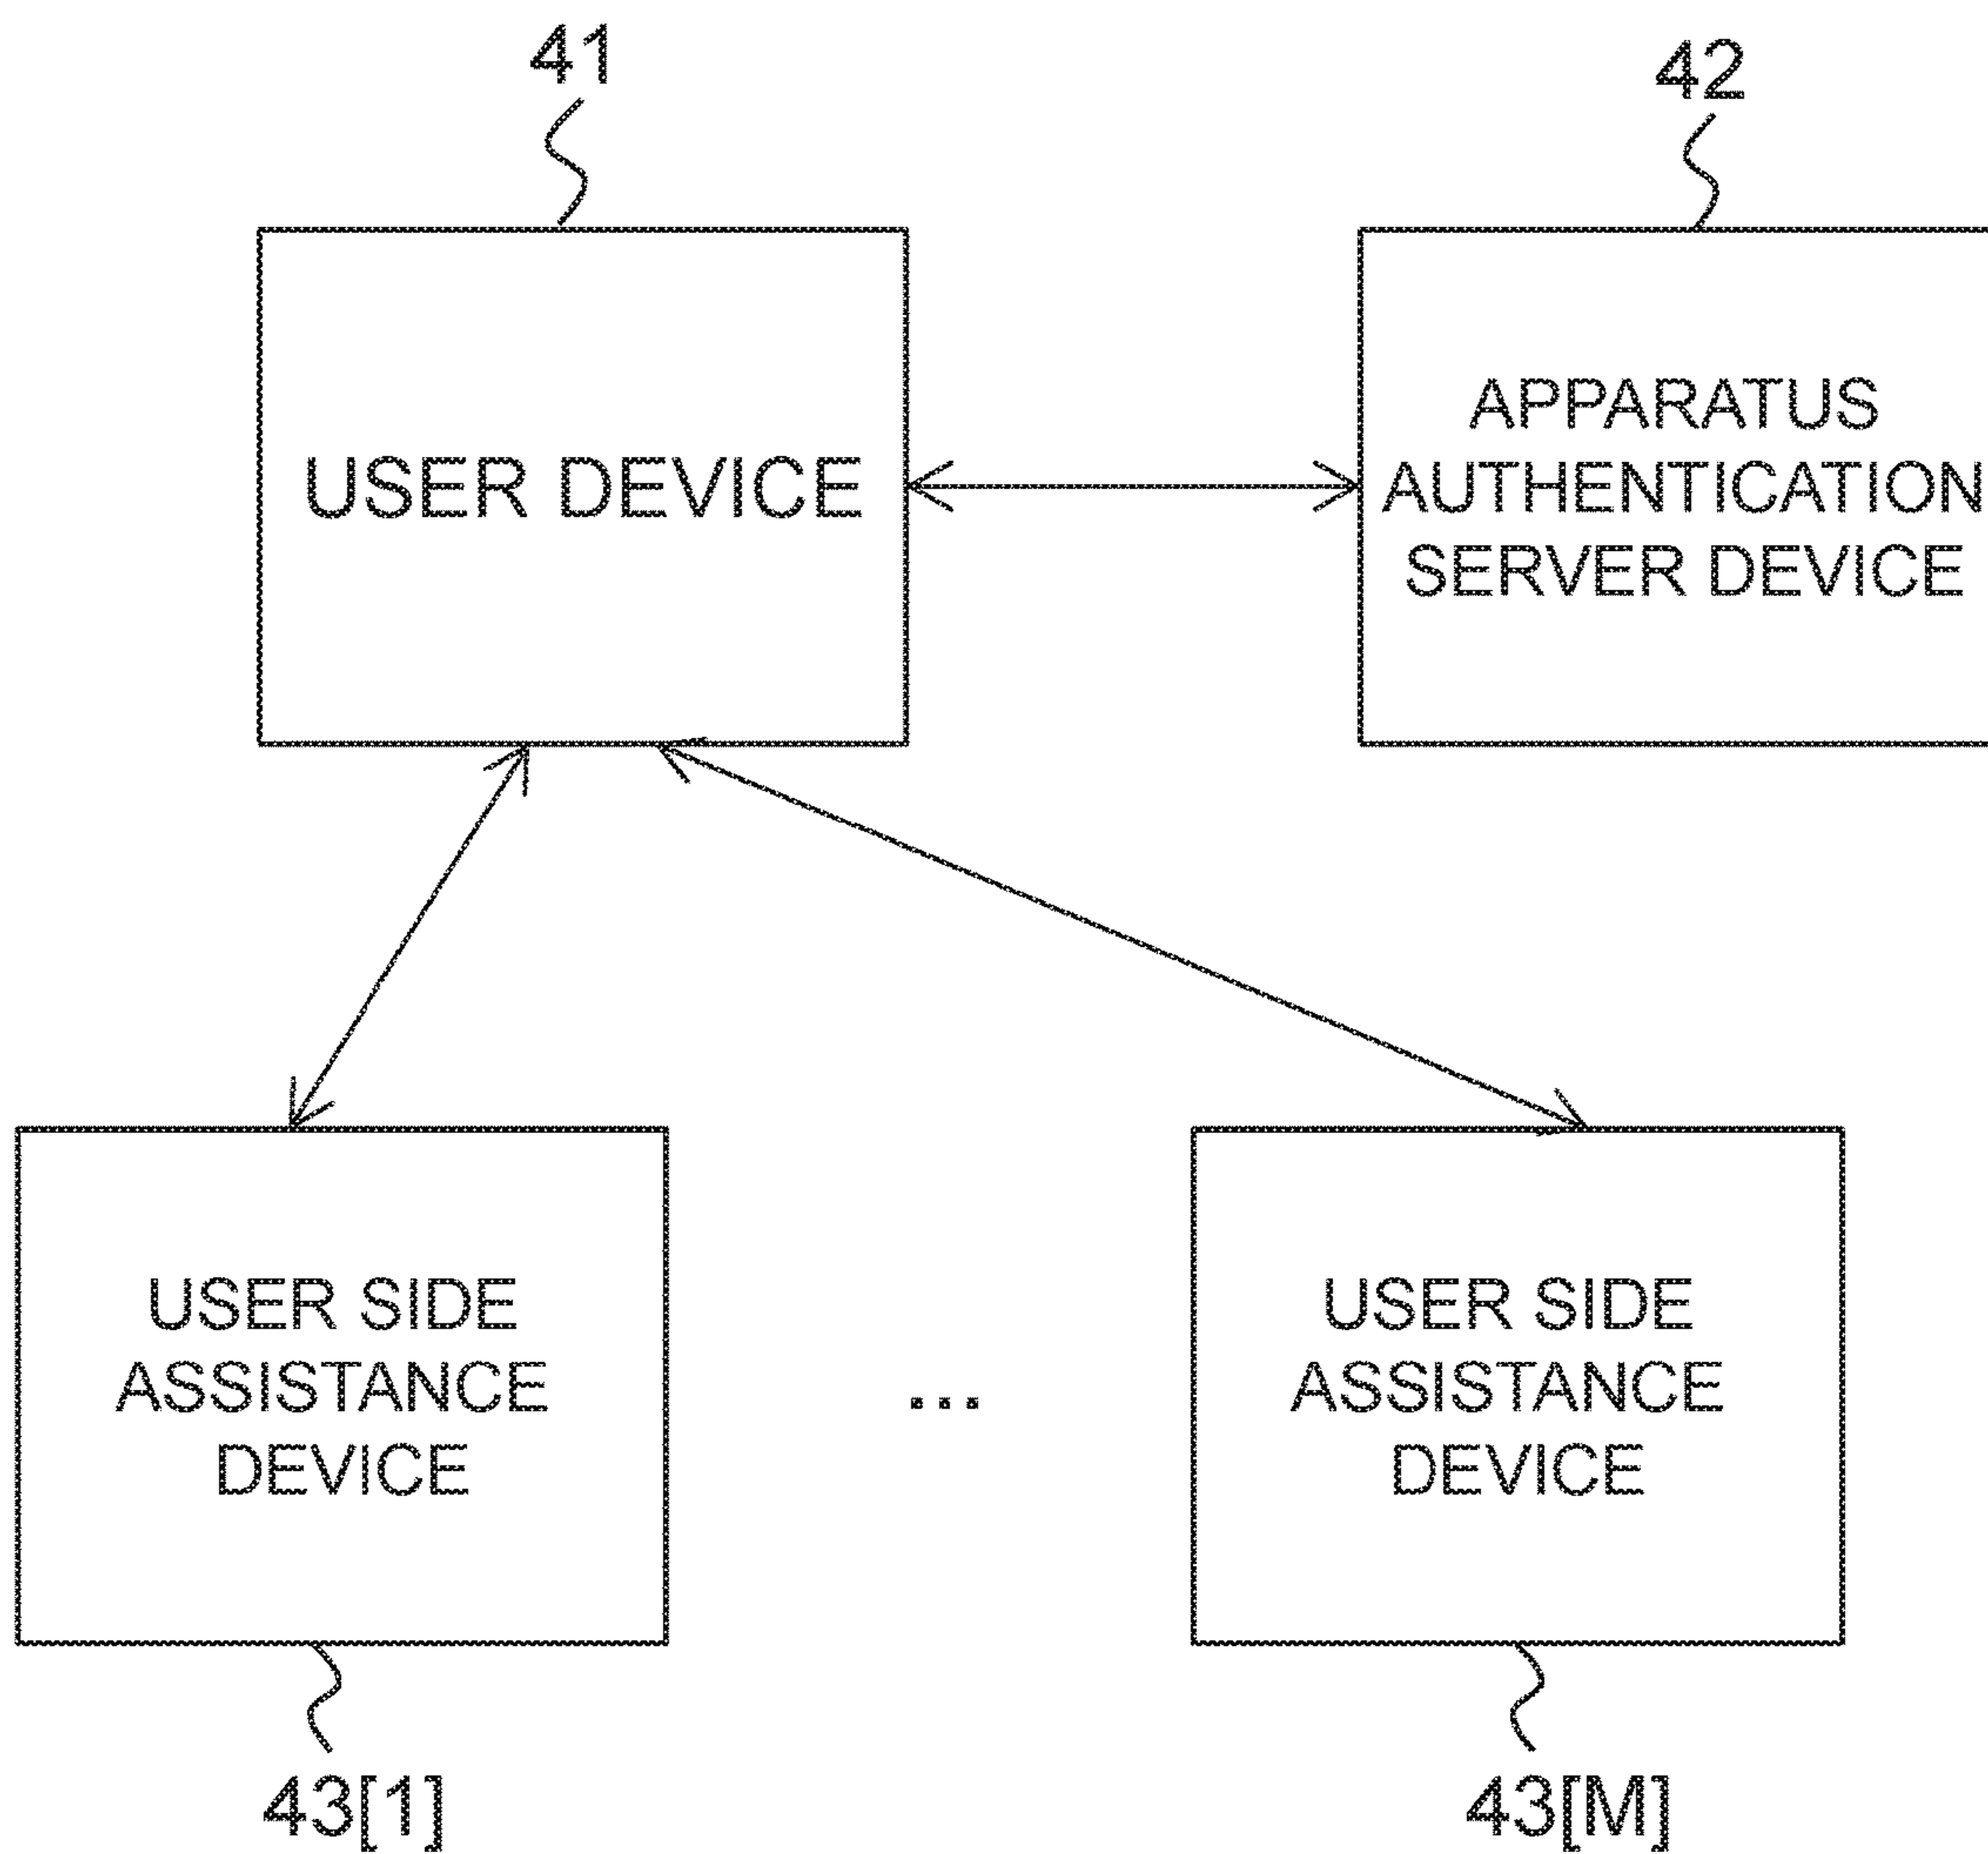 41
42
USER DEVICE
APPARATUS
AUTHENTICATION
SERVER DEVICE
USER SIDE
ASSISTANCE
DEVICE
...
USER SIDE
ASSISTANCE
DEVICE
43[1]
43[M]